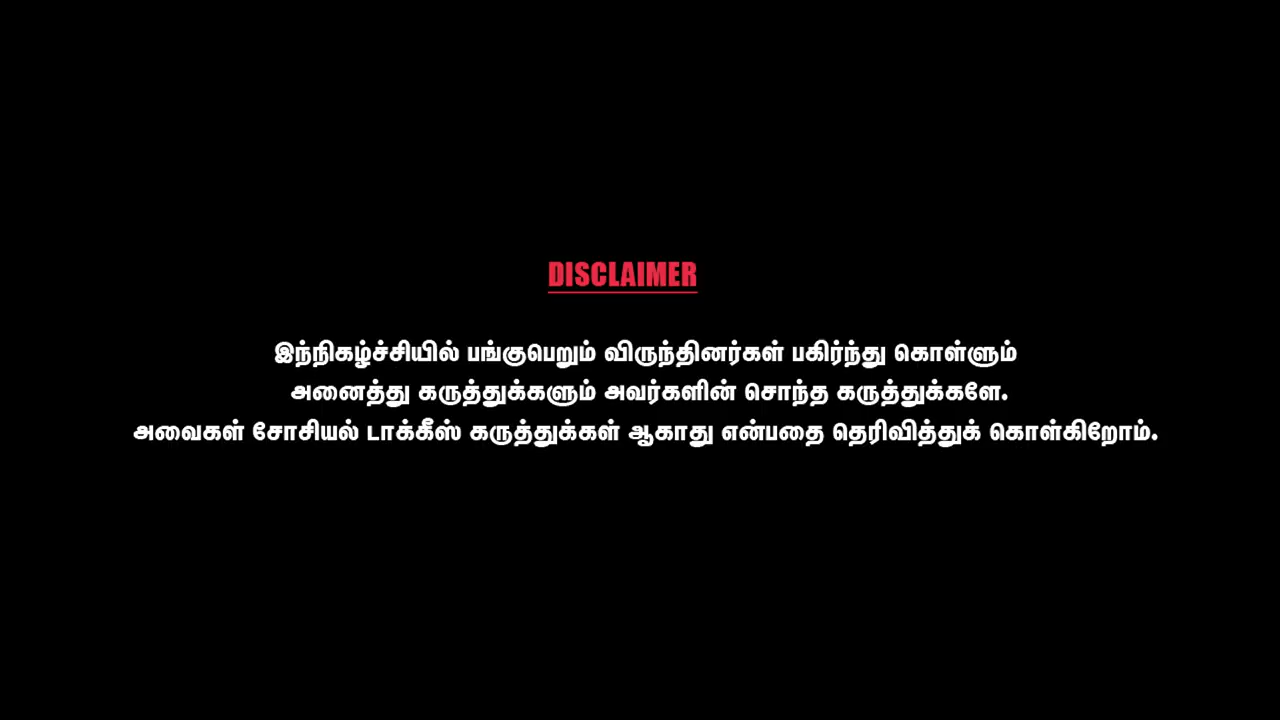 DISCLAIMER
இந்நிகழ்ச்சியில் பங்குபெறும் விருந்தினர்கள் பகிர்ந்து கொள்ளும்
அனைத்து கருத்துக்களும் அவர்களின் சொந்த கருத்துக்களே.
அவைகள் சோசியல் டாக்கீஸ் கருத்துக்கள் ஆகாது என்பதை தெரிவித்துக் கொள்கிறோம்.